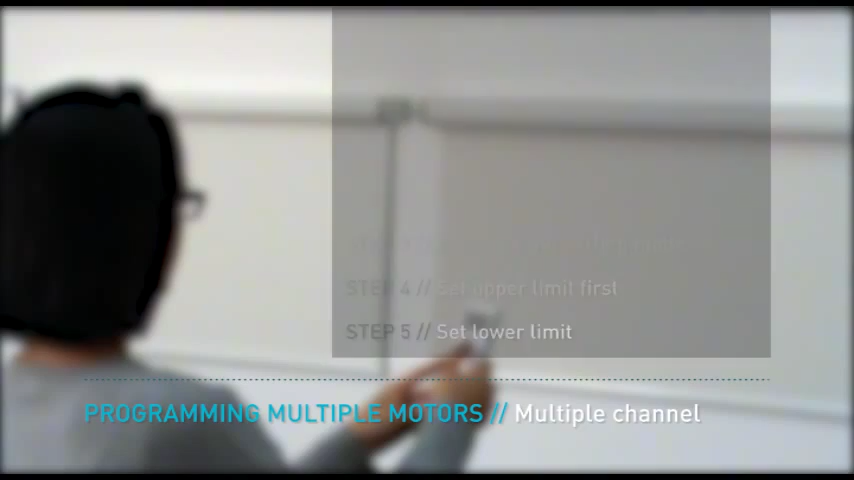 STEP 4 // Set upper limit first
STEP 5 // Set lower limit
PROGRAMMING MULTIPLE MOTORS // Multiple channel